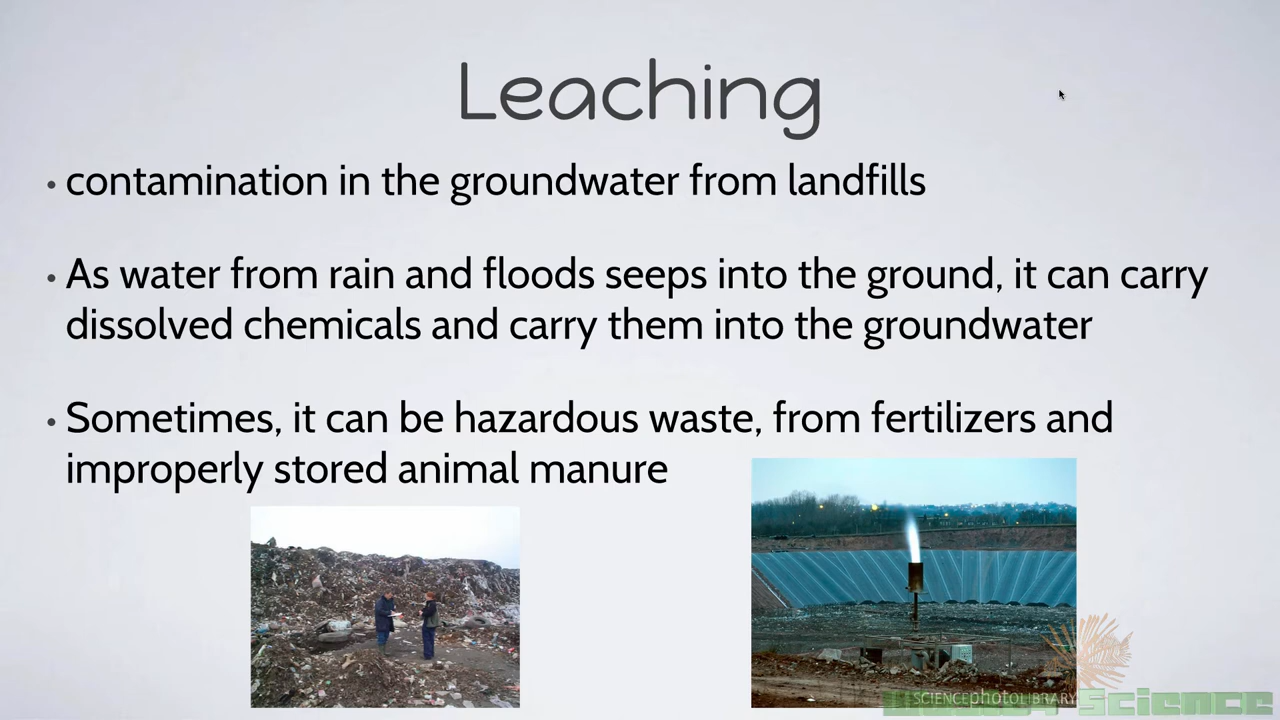 Leaching
• contamination in the groundwater from landfills
• As water from rain and floods seeps into the ground, it can carry
dissolved chemicals and carry them into the groundwater
• Sometimes, it can be hazardous waste, from fertilizers and
improperly stored animal manure
SCIENCEphotoLIBRARY
Science